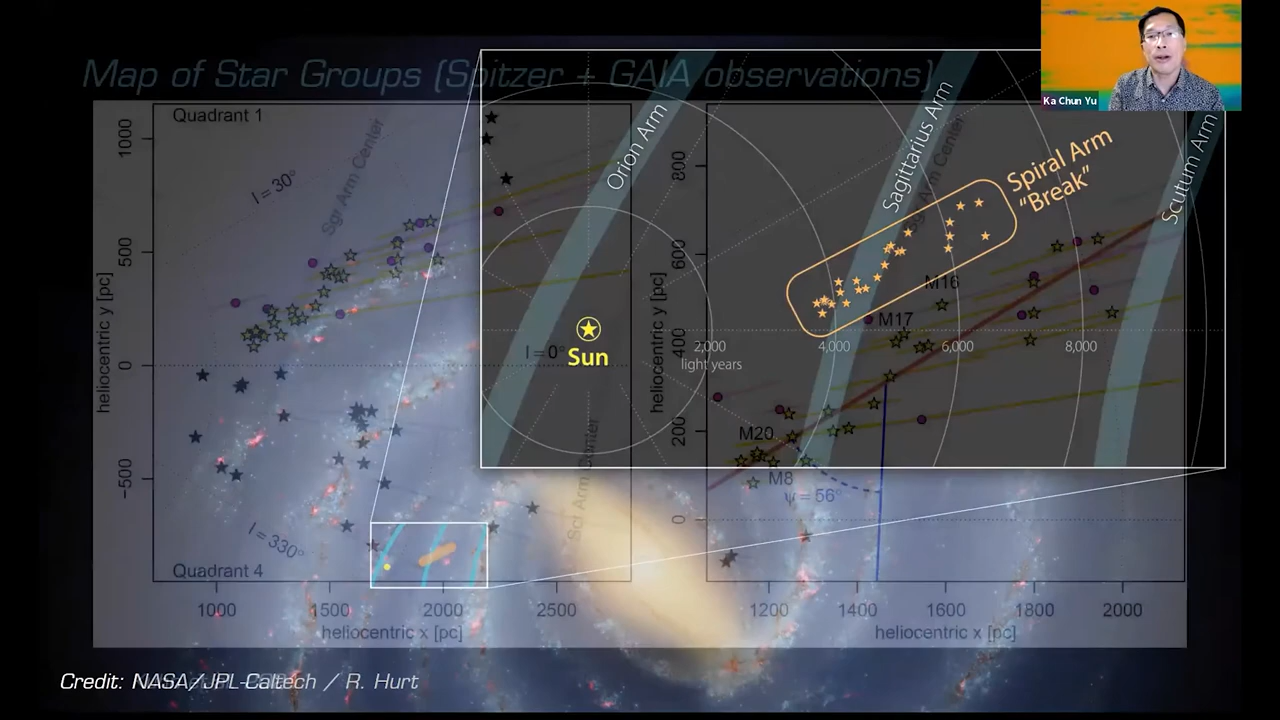 Map of Star Groups (Spitzer + GAIA observations)
Ka Chun Yu
Quadrant 1
l = 30°
Sgr Arm Center
Orion Arm
Sagittarius Arm
Sgr Arm Center
Spiral Arm
"Break"
Scutum Arm
1000
500
0
−500
heliocentric y [pc]
800
600
400
200
0
heliocentric y [pc]
M16
M17
l = 0°
Sun
2,000
light years
4,000
6,000
8,000
M20
M8
ψ = 56°
l = 330°
Quadrant 4
1000
1500
2000
2500
heliocentric x [pc]
1200
1400
1600
1800
2000
heliocentric x [pc]
Credit: NASA/JPL-Caltech / R. Hurt